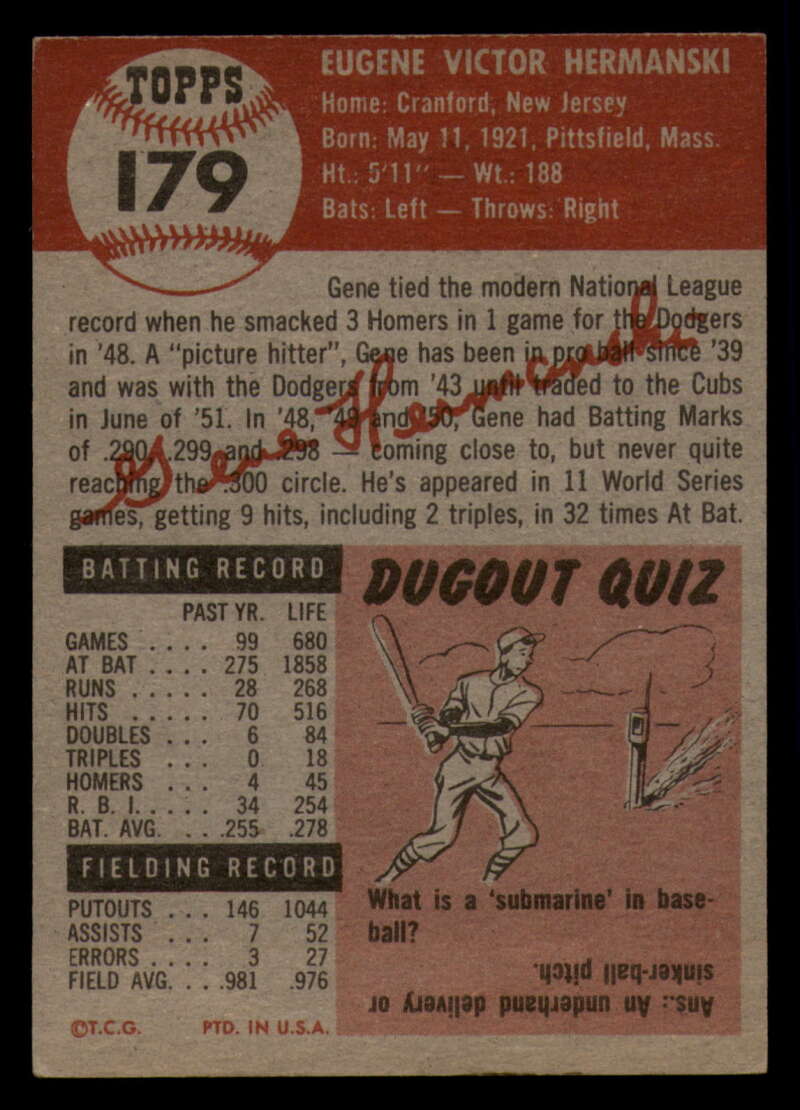 TOPPS
179
EUGENE VICTOR HERMANSKI
Home: Cranford, New Jersey
Born: May 11, 1921, Pittsfield, Mass.
Ht.: 5'11" — Wt.: 188
Bats: Left — Throws: Right
Gene tied the modern National League
record when he smacked 3 Homers in 1 game for the Dodgers
in '48. A "picture hitter", Gene has been in pro ball since '39
and was with the Dodgers from '43 until traded to the Cubs
in June of '51. In '48, '49 and '50, Gene had Batting Marks
of .290, .299 and .298 — coming close to, but never quite
reaching the .300 circle. He's appeared in 11 World Series
games, getting 9 hits, including 2 triples, in 32 times At Bat.
Gene Hermanski
BATTING RECORD
PAST YR. LIFE
GAMES .... 99 680
AT BAT .... 275 1858
RUNS ..... 28 268
HITS ..... 70 516
DOUBLES ... 6 84
TRIPLES ... 0 18
HOMERS ... 4 45
R. B. I. .... 34 254
BAT. AVG. ... .255 .278
FIELDING RECORD
PUTOUTS ... 146 1044
ASSISTS ... 7 52
ERRORS .... 3 27
FIELD AVG. ... .981 .976
©T.C.G. PTD. IN U.S.A.
DUGOUT QUIZ
What is a 'submarine' in base-
ball?
Ans.: An underhand delivery or
sinker-ball pitch.